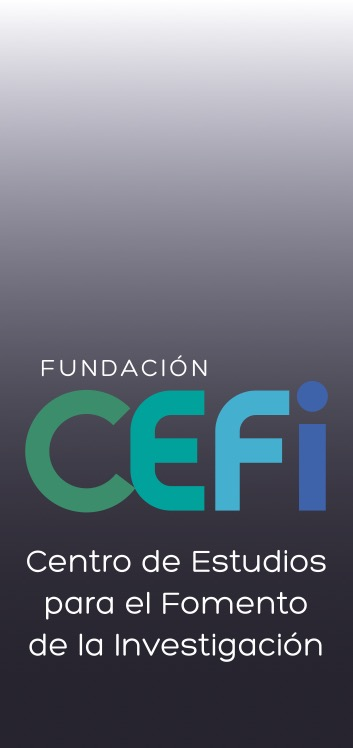 FUNDACIÓN
CEFi
Centro de Estudios
para el Fomento
de la Investigación